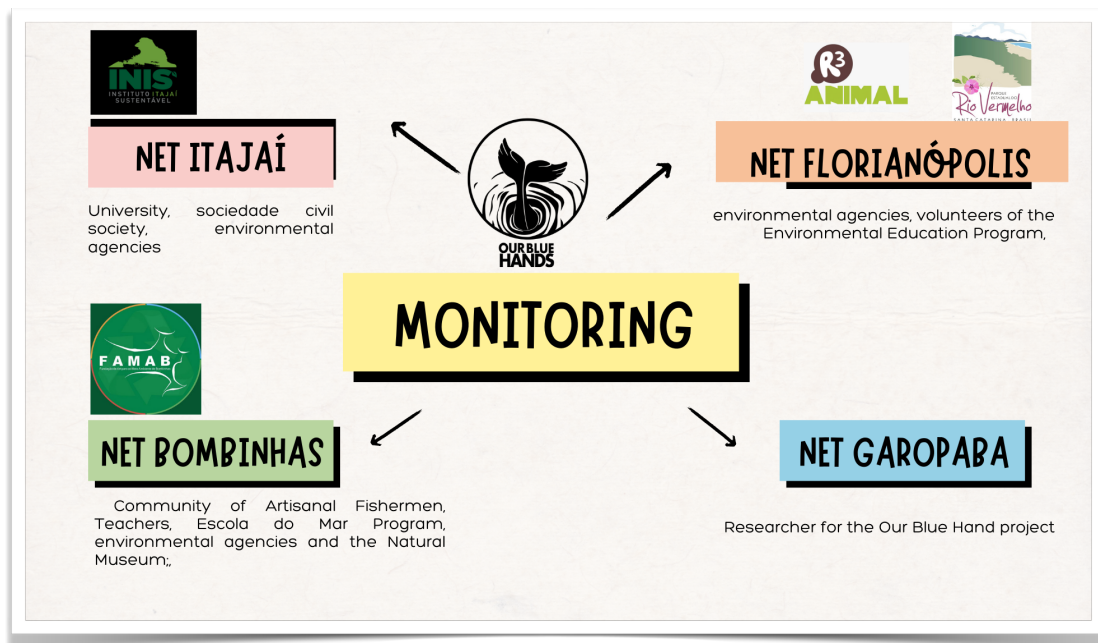 INIS
INSTITUTO ITAJAÍ
SUSTENTÁVEL
NET ITAJAÍ
University, sociedade civil
society, environmental
agencies
R3
ANIMAL
PARQUE
ESTADUAL DO
Rio Vermelho
SANTA CATARINA BRASIL
NET FLORIANÓPOLIS
environmental agencies, volunteers of the
Environmental Education Program,
OUR BLUE
HANDS
MONITORING
FAMAB
NET BOMBINHAS
Community of Artisanal Fishermen,
Teachers, Escola do Mar Program,
environmental agencies and the Natural
Museum;,
NET GAROPABA
Researcher for the Our Blue Hand project